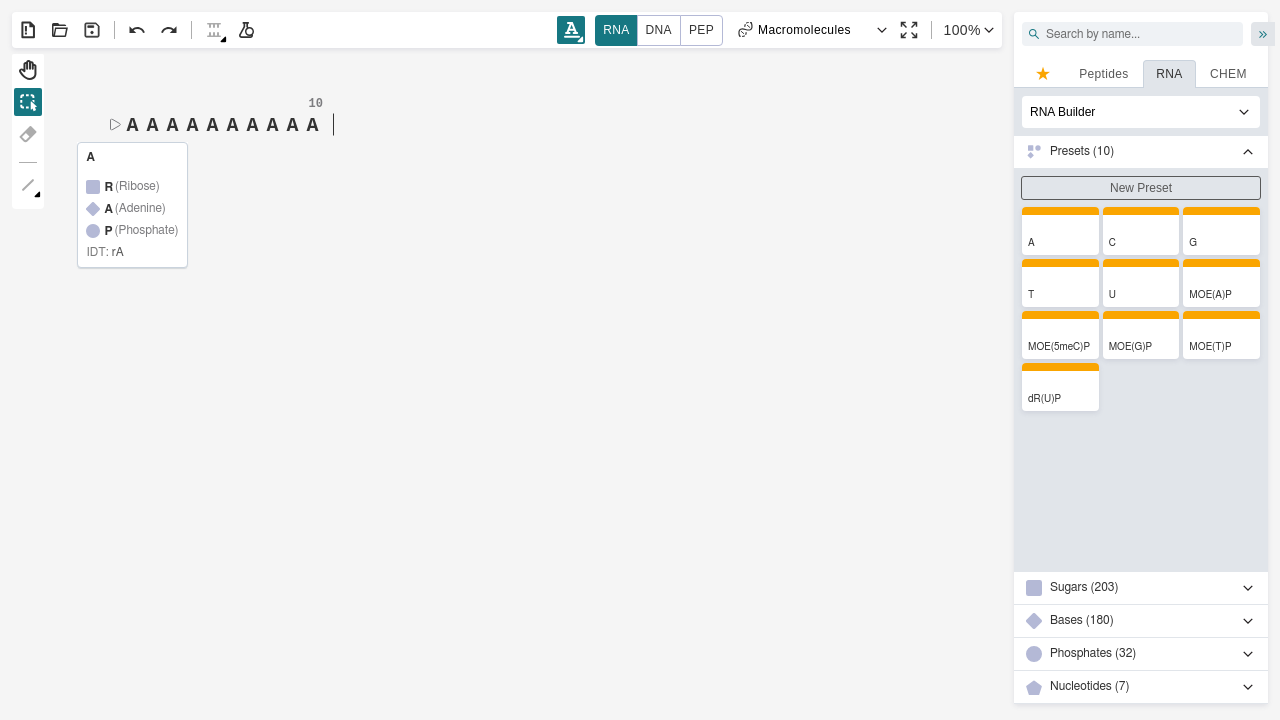 A RNA DNA PEP Macromolecules 100%
Search by name...
Peptides RNA CHEM
RNA Builder
Presets (10)
New Preset
A C G
T U MOE(A)P
MOE(5meC)P MOE(G)P MOE(T)P
dR(U)P
Sugars (203)
Bases (180)
Phosphates (32)
Nucleotides (7)
10
A A A A A A A A A A
A
R (Ribose)
A (Adenine)
P (Phosphate)
IDT: rA